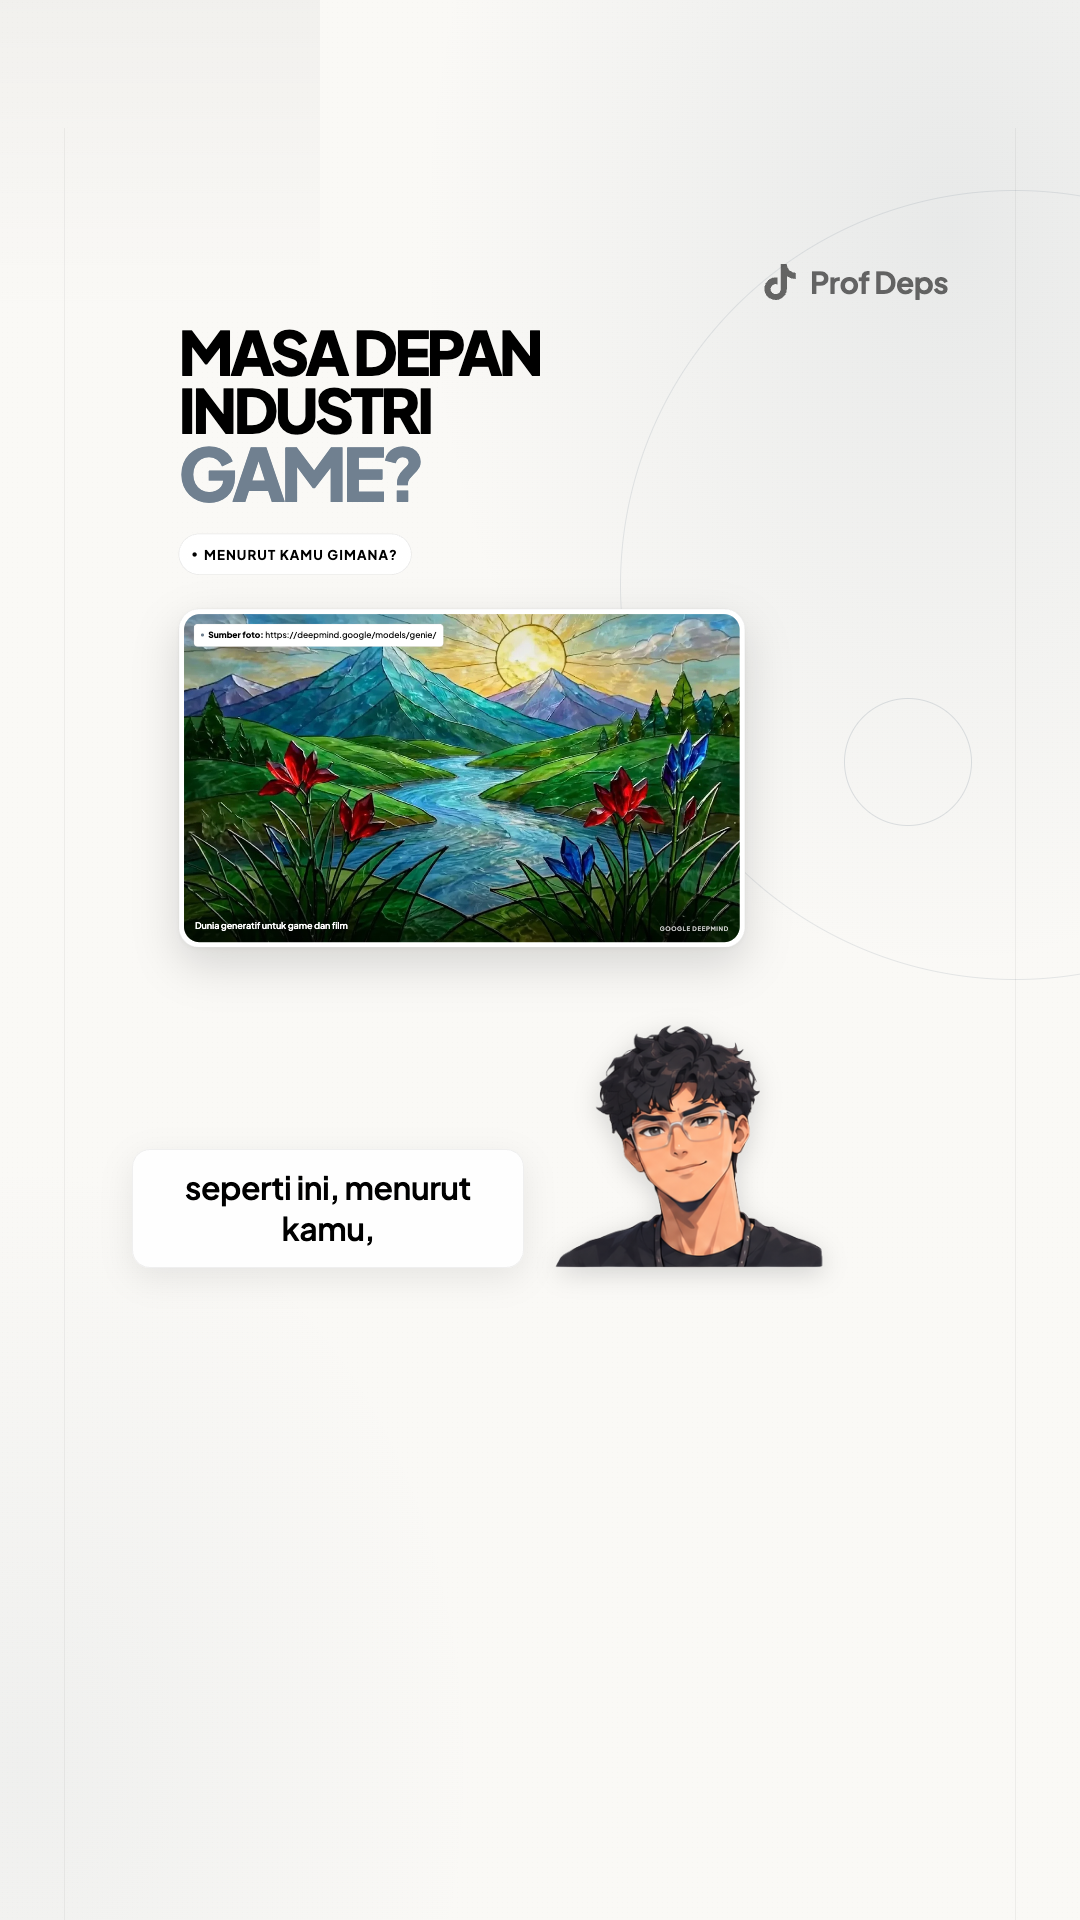 Prof Deps
MASA DEPAN
INDUSTRI
GAME?
• MENURUT KAMU GIMANA?
• Sumber foto: https://deepmind.google/models/genie/
Dunia generatif untuk game dan film
GOOGLE DEEPMIND
seperti ini, menurut
kamu,